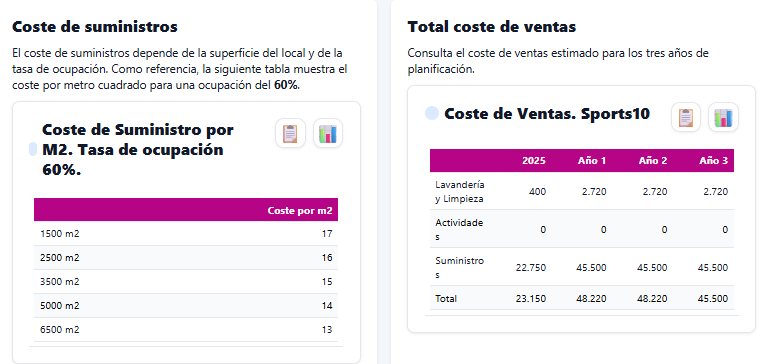 Coste de suministros
El coste de suministros depende de la superficie del local y de la
tasa de ocupación. Como referencia, la siguiente tabla muestra el
coste por metro cuadrado para una ocupación del 60%.
Coste de Suministro por
M2. Tasa de ocupación
60%.
Coste por m2
1500 m2 17
2500 m2 16
3500 m2 15
5000 m2 14
6500 m2 13
Total coste de ventas
Consulta el coste de ventas estimado para los tres años de
planificación.
Coste de Ventas. Sports10
2025 Año 1 Año 2 Año 3
Lavandería
y Limpieza 400 2.720 2.720 2.720
Actividade
s 0 0 0 0
Suministro
s 22.750 45.500 45.500 45.500
Total 23.150 48.220 48.220 45.500